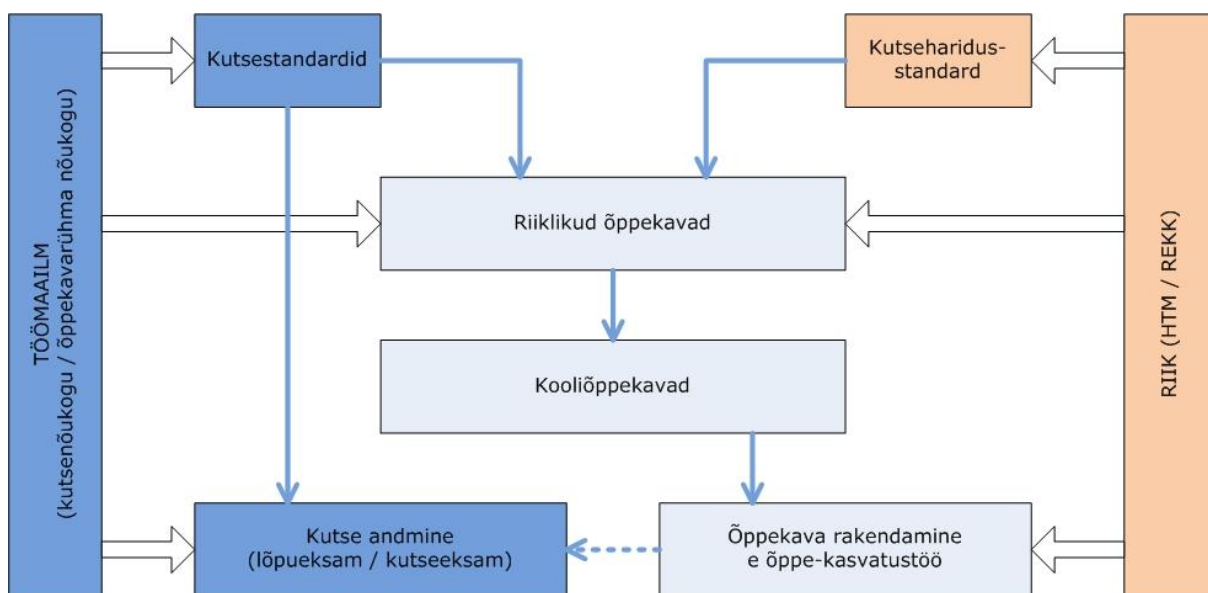 TÖÖMAAILM
(kutsenõukogu / õppekavarühma nõukogu)
Kutsestandardid
Kutseharidus-
standard
Riiklikud õppekavad
Kooliõppekavad
Kutse andmine
(lõpueksam / kutseeksam)
Õppekava rakendamine
e õppe-kasvatustöö
RIIK (HTM / REKK)